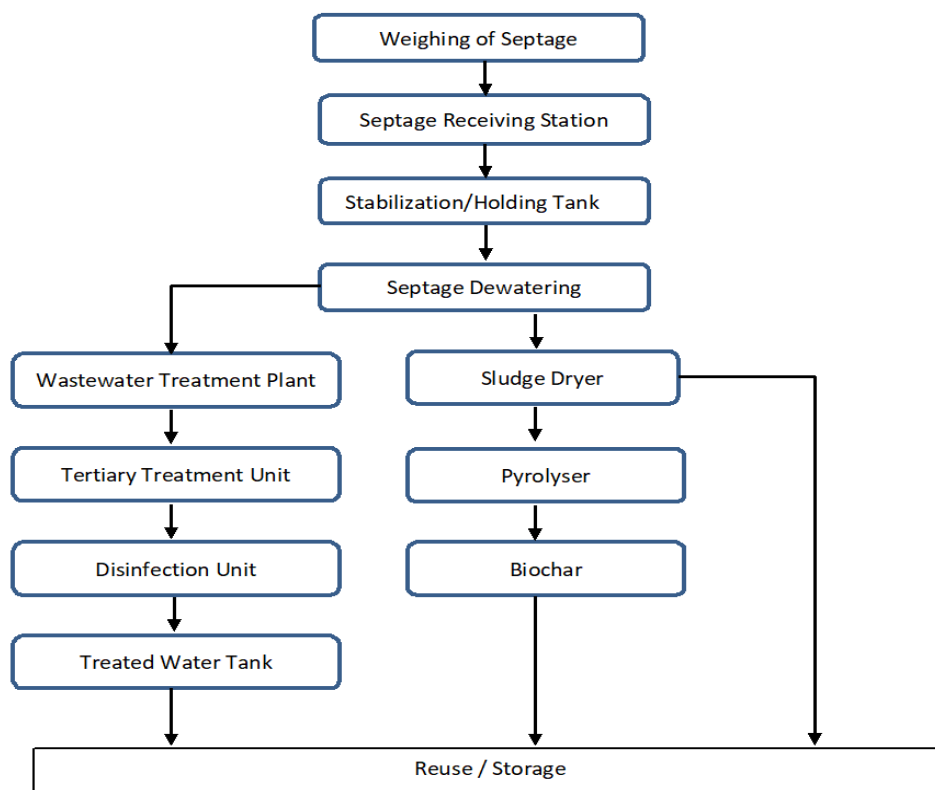 Weighing of Septage
Septage Receiving Station
Stabilization/Holding Tank
Septage Dewatering
Wastewater Treatment Plant
Sludge Dryer
Tertiary Treatment Unit
Pyrolyser
Disinfection Unit
Biochar
Treated Water Tank
Reuse / Storage